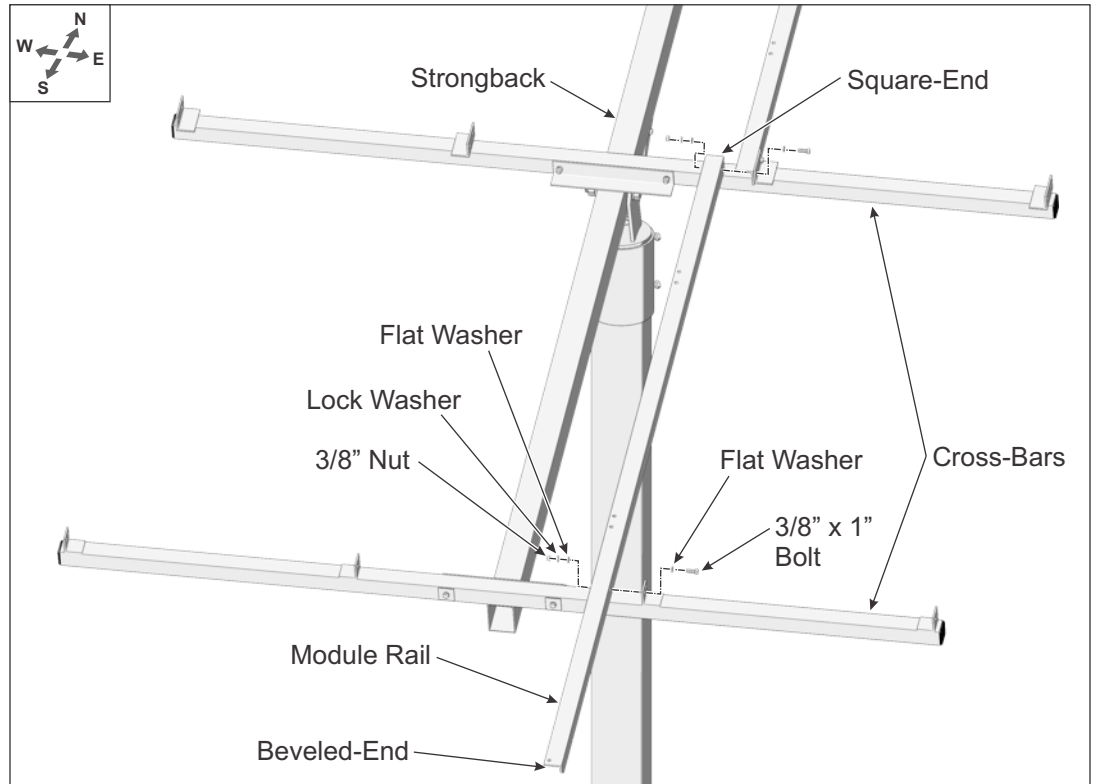 N
W
E
S
Strongback
Square-End
Flat Washer
Lock Washer
3/8” Nut
Flat Washer
Cross-Bars
3/8” x 1”
Bolt
Module Rail
Beveled-End